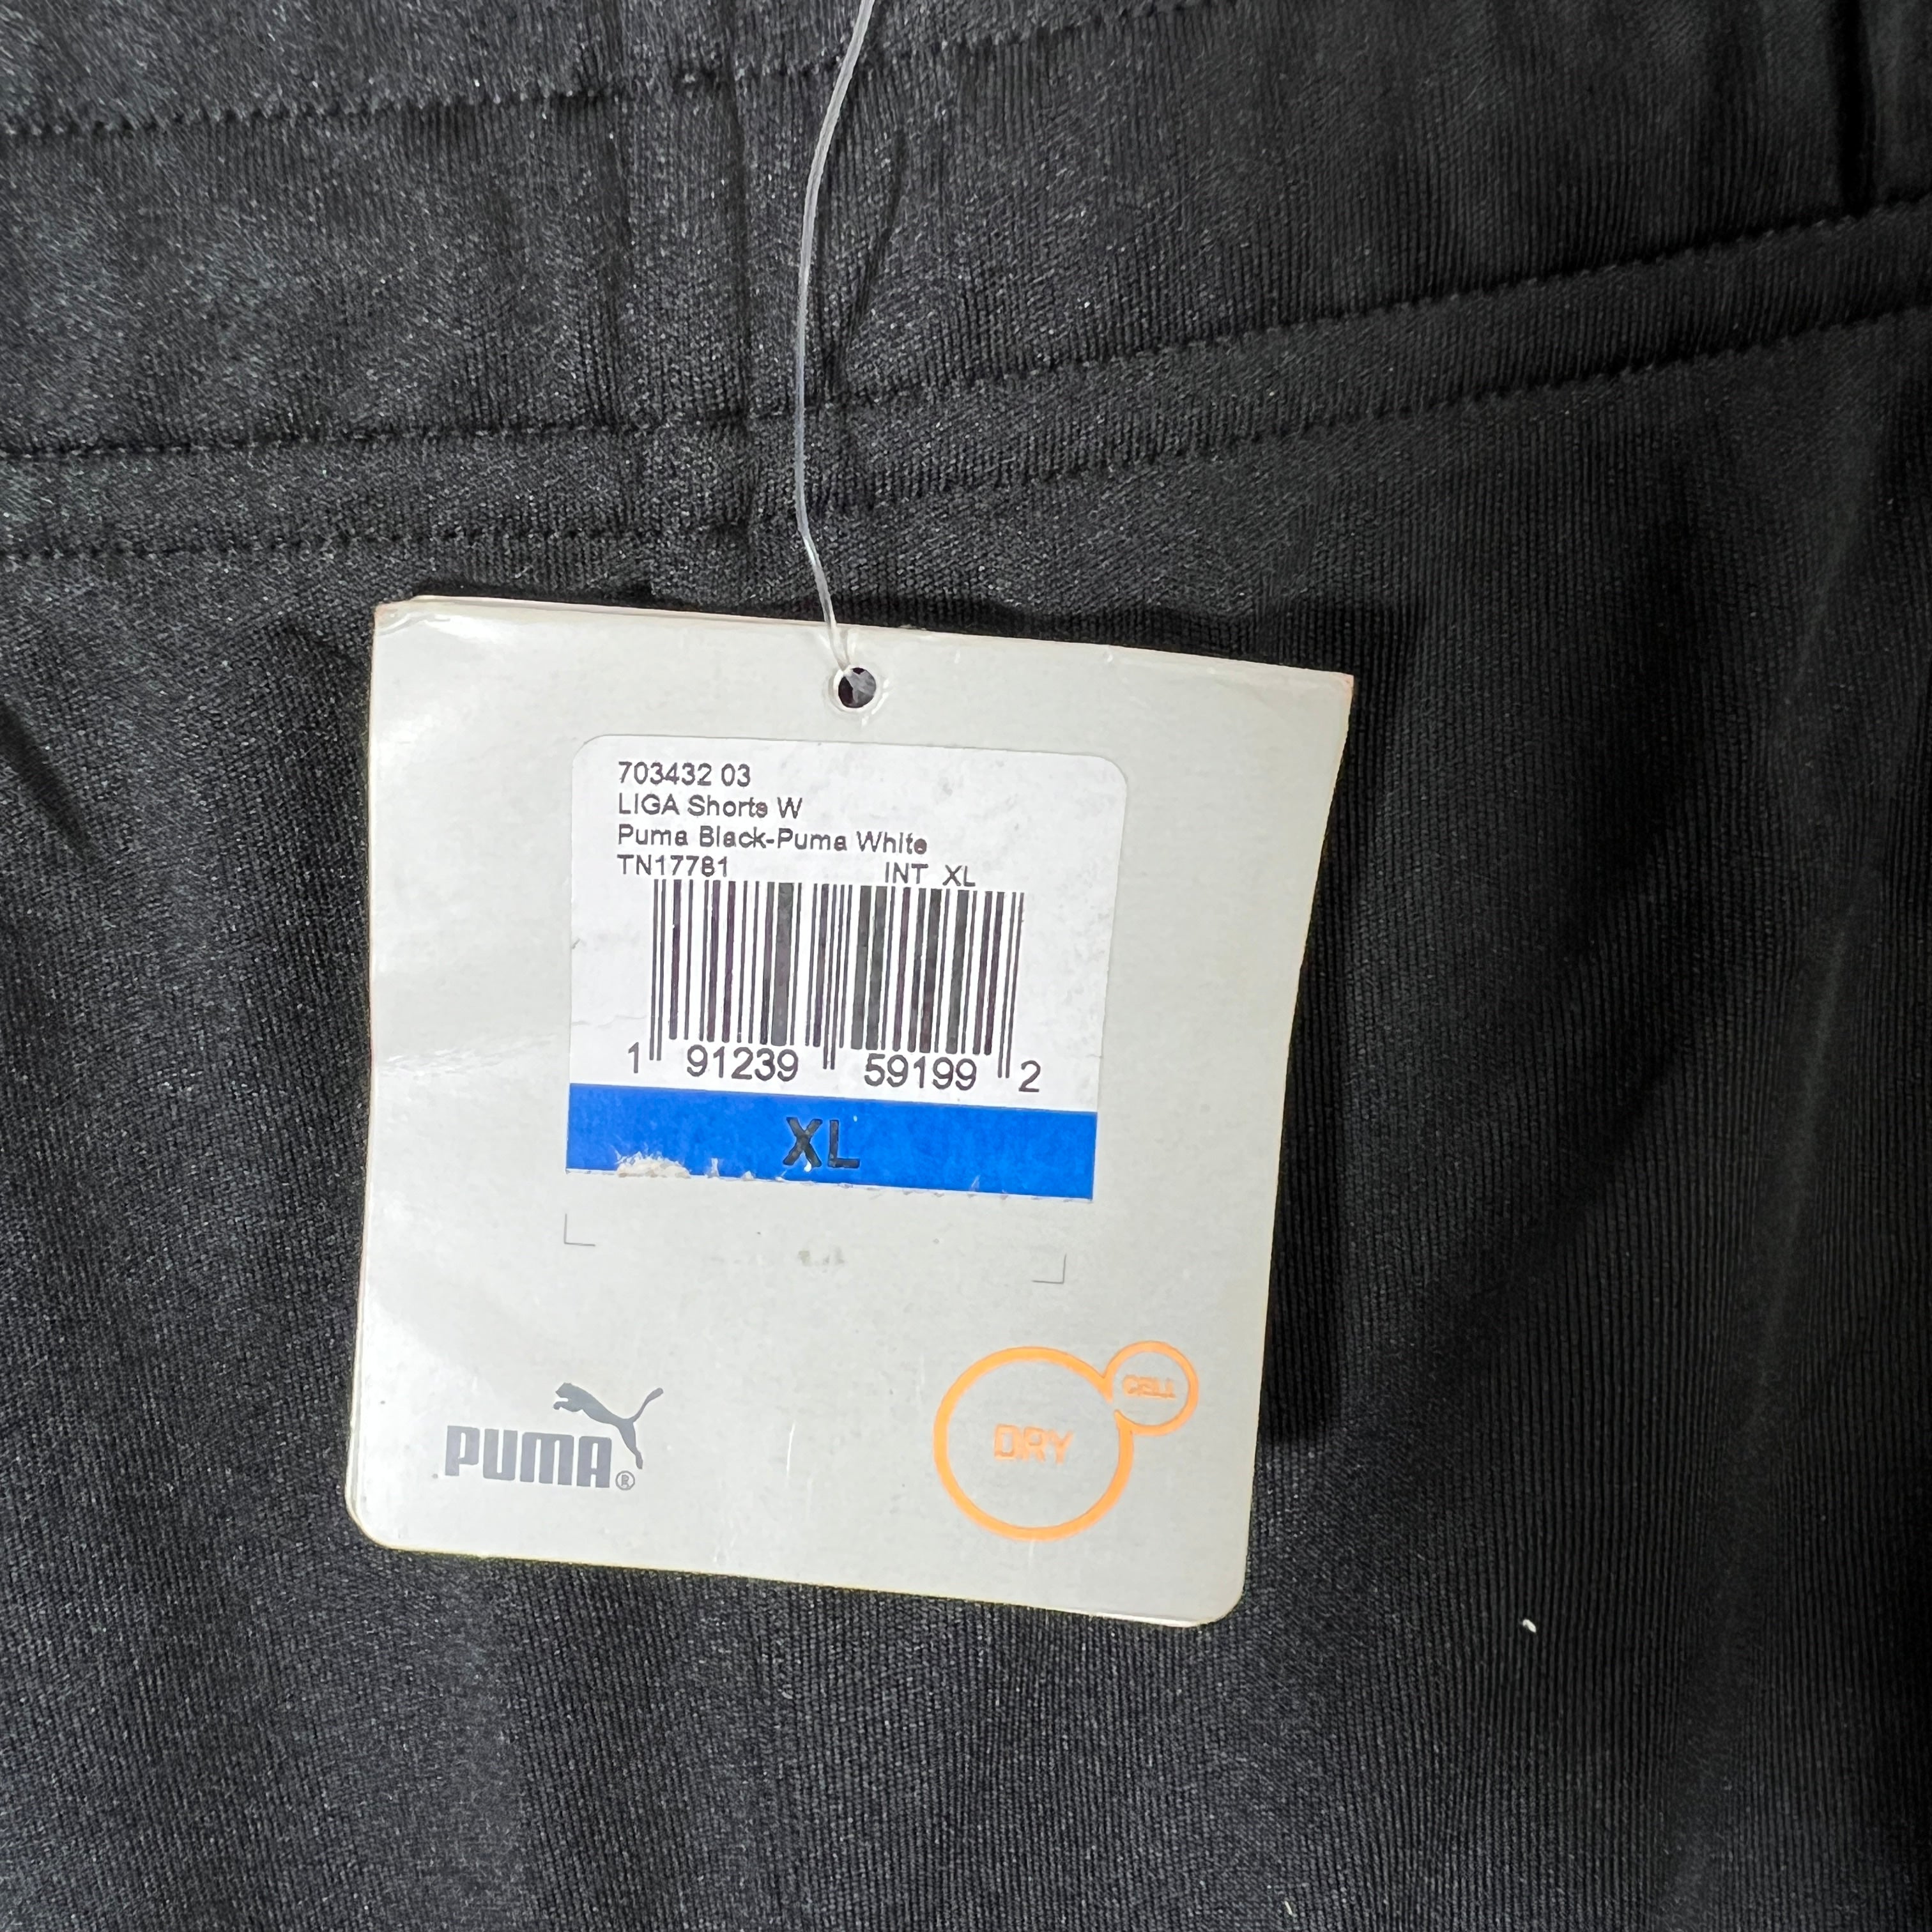 703432 03
LIGA Shorts W
Puma Black-Puma White
TN17781 INT XL
1 91239 59199 2
XL
PUMA®
DRY CELL